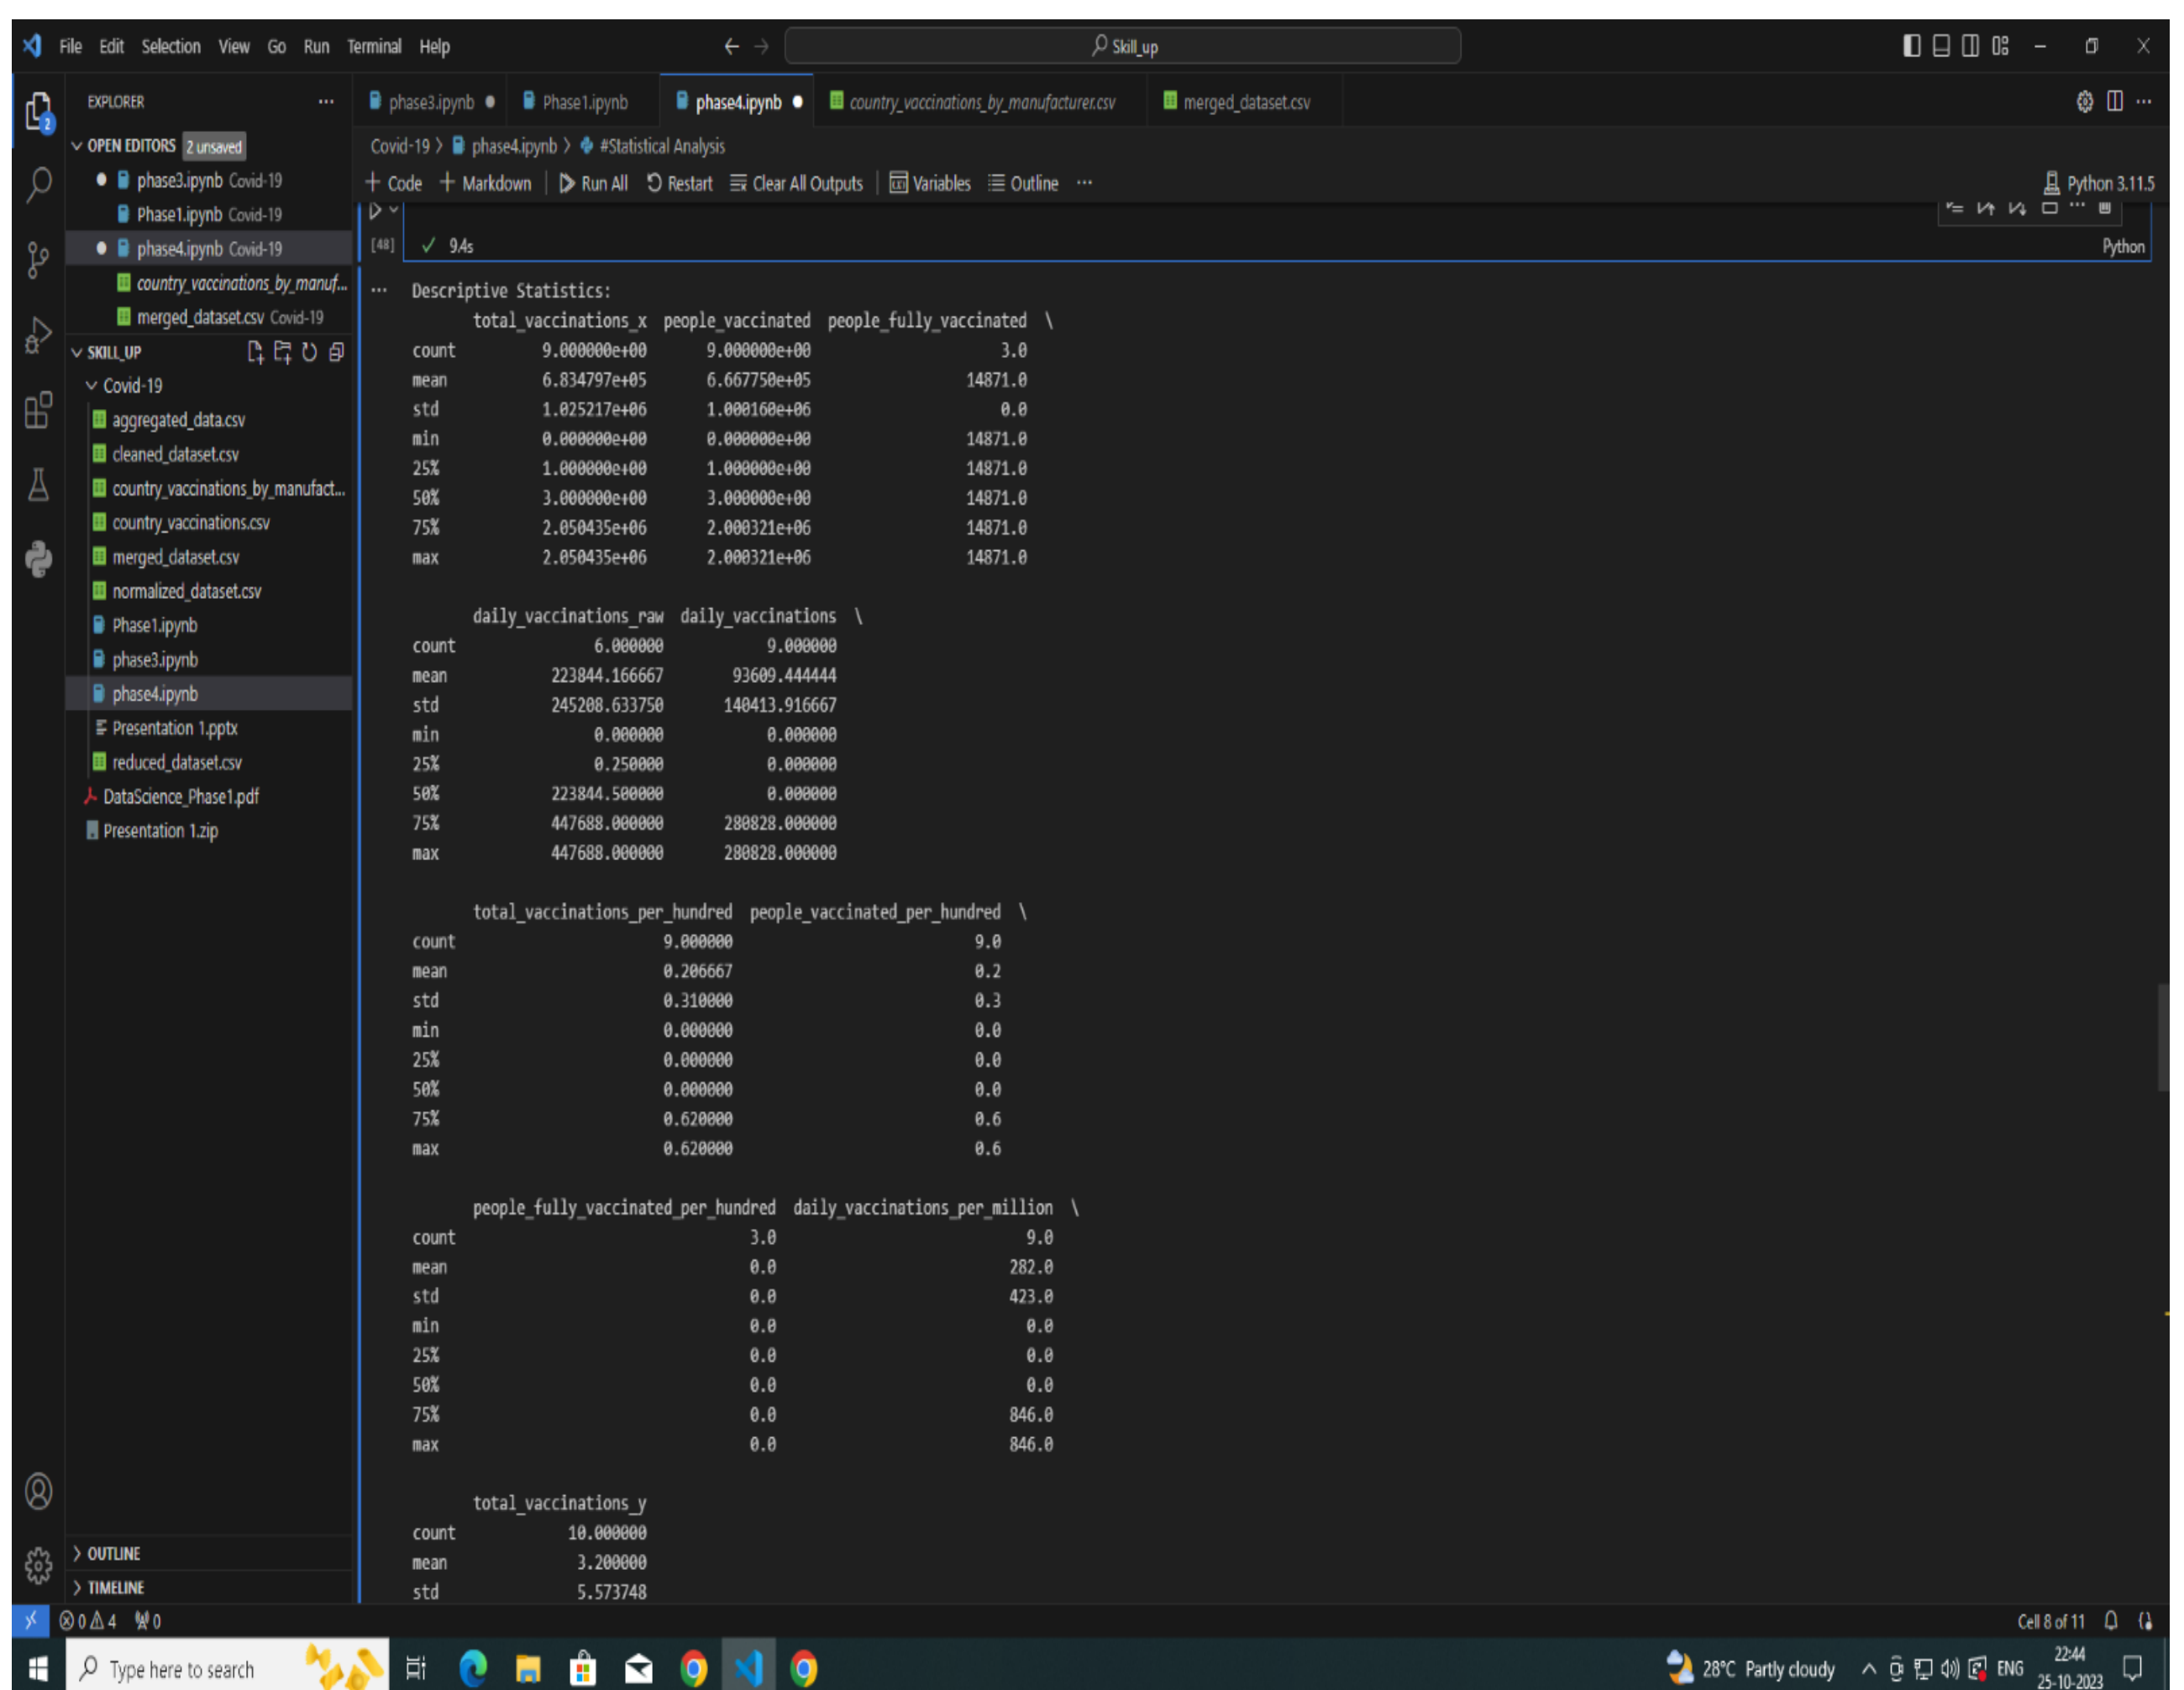 File Edit Selection View Go Run Terminal Help
Skill_up
EXPLORER
phase3.ipynb
Phase1.ipynb
phase4.ipynb
country_vaccinations_by_manufacturer.csv
merged_dataset.csv
OPEN EDITORS 2 unsaved
phase3.ipynb Covid-19
Phase1.ipynb Covid-19
phase4.ipynb Covid-19
country_vaccinations_by_manuf...
merged_dataset.csv Covid-19
SKILL_UP
Covid-19
aggregated_data.csv
cleaned_dataset.csv
country_vaccinations_by_manufact...
country_vaccinations.csv
merged_dataset.csv
normalized_dataset.csv
Phase1.ipynb
phase3.ipynb
phase4.ipynb
Presentation 1.pptx
reduced_dataset.csv
DataScience_Phase1.pdf
Presentation 1.zip
OUTLINE
TIMELINE
Covid-19 > phase4.ipynb > #Statistical Analysis
+ Code + Markdown | Run All Restart Clear All Outputs | Variables Outline ...
Python 3.11.5
[48] ✓ 9.4s
Python
... Descriptive Statistics:
total_vaccinations_x people_vaccinated people_fully_vaccinated \
count 9.000000e+00 9.000000e+00 3.0
mean 6.834797e+05 6.667750e+05 14871.0
std 1.025217e+06 1.000160e+06 0.0
min 0.000000e+00 0.000000e+00 14871.0
25% 1.000000e+00 1.000000e+00 14871.0
50% 3.000000e+00 3.000000e+00 14871.0
75% 2.050435e+06 2.000321e+06 14871.0
max 2.050435e+06 2.000321e+06 14871.0
daily_vaccinations_raw daily_vaccinations \
count 6.000000 9.000000
mean 223844.166667 93609.444444
std 245208.633750 140413.916667
min 0.000000 0.000000
25% 0.250000 0.000000
50% 223844.500000 0.000000
75% 447688.000000 280828.000000
max 447688.000000 280828.000000
total_vaccinations_per_hundred people_vaccinated_per_hundred \
count 9.000000 9.0
mean 0.206667 0.2
std 0.310000 0.3
min 0.000000 0.0
25% 0.000000 0.0
50% 0.000000 0.0
75% 0.620000 0.6
max 0.620000 0.6
people_fully_vaccinated_per_hundred daily_vaccinations_per_million \
count 3.0 9.0
mean 0.0 282.0
std 0.0 423.0
min 0.0 0.0
25% 0.0 0.0
50% 0.0 0.0
75% 0.0 846.0
max 0.0 846.0
total_vaccinations_y
count 10.000000
mean 3.200000
std 5.573748
0 4 0
Cell 8 of 11
Type here to search
28°C Partly cloudy
ENG
22:44
25-10-2023